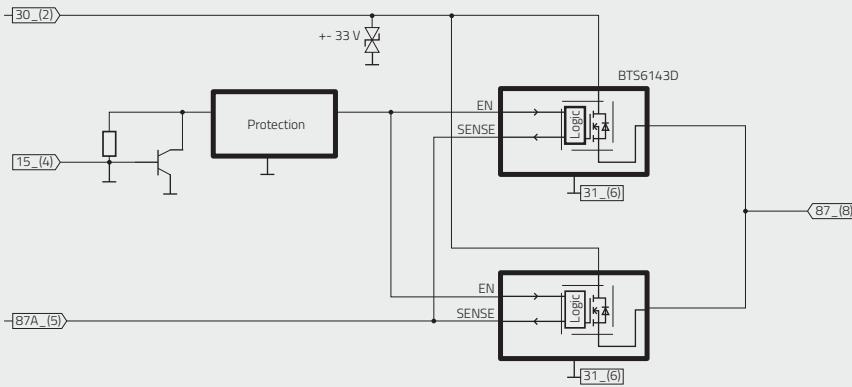 30_(2)
+- 33 V
BTS6143D
Protection
EN
Logic
SENSE
15_(4)
31_(6)
87_(8)
EN
Logic
SENSE
87A_(5)
31_(6)